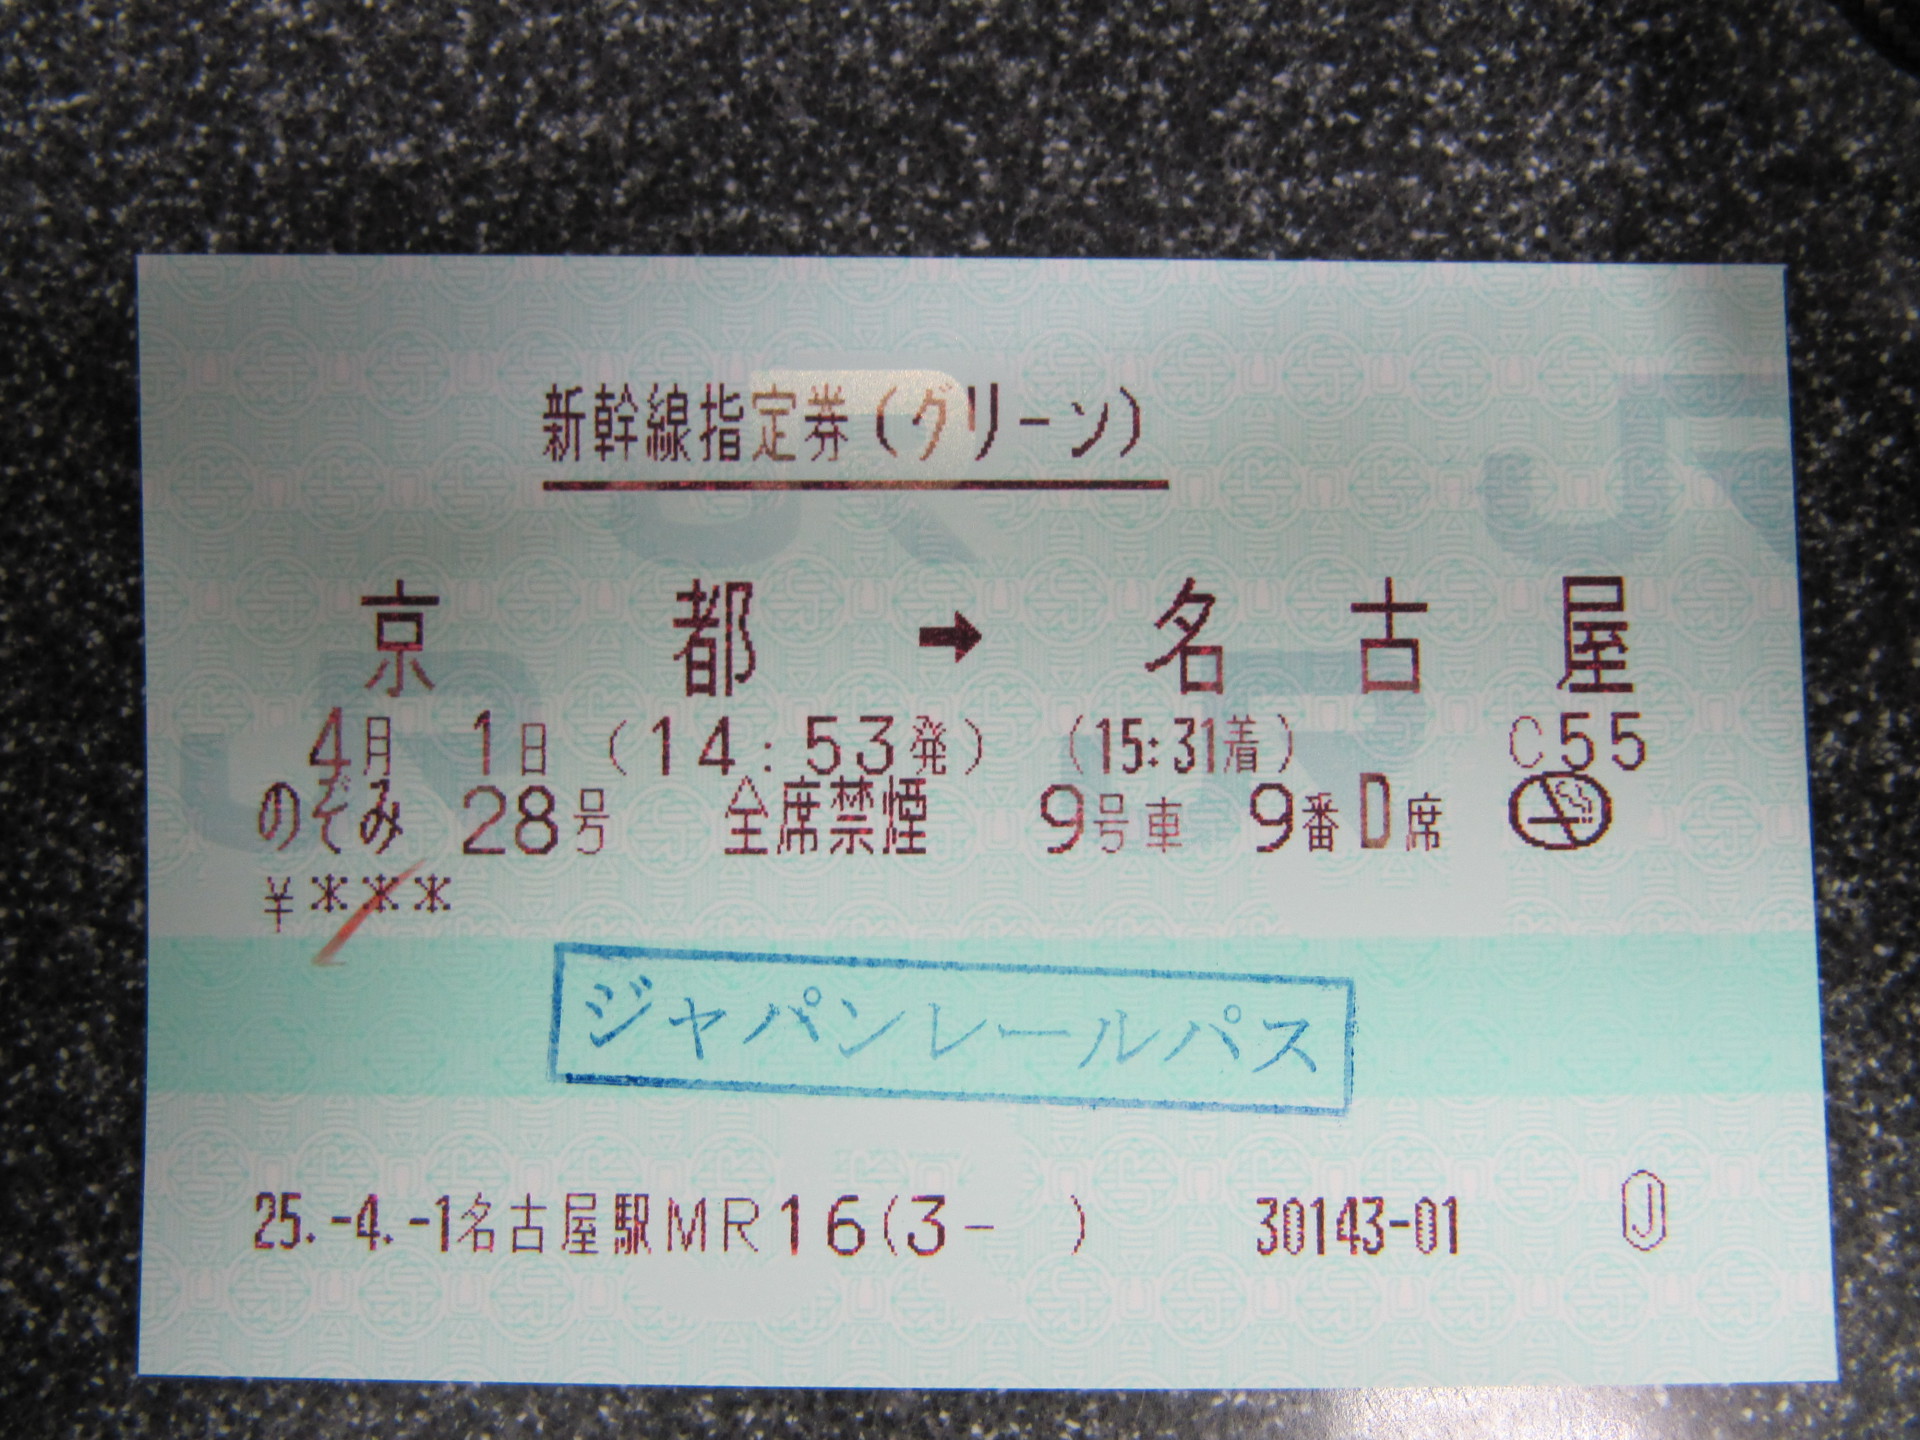 新幹線指定券(グリーン)
京都➡名古屋
4月 1日 (14:53発) (15:31着) C55
のぞみ 28号 全席禁煙 9号車 9番D席
¥***
ジャパンレールパス
25.-4.-1名古屋駅MR16(3- ) 30143-01 J